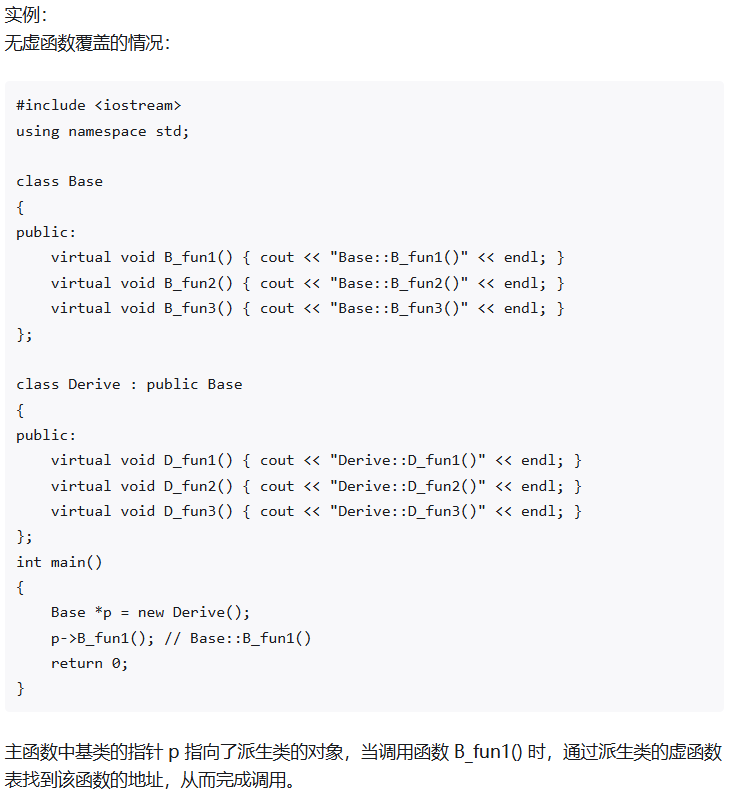 实例：
无虚函数覆盖的情况：
#include <iostream>
using namespace std;
class Base
{
public:
    virtual void B_fun1() { cout << "Base::B_fun1()" << endl; }
    virtual void B_fun2() { cout << "Base::B_fun2()" << endl; }
    virtual void B_fun3() { cout << "Base::B_fun3()" << endl; }
};
class Derive : public Base
{
public:
    virtual void D_fun1() { cout << "Derive::D_fun1()" << endl; }
    virtual void D_fun2() { cout << "Derive::D_fun2()" << endl; }
    virtual void D_fun3() { cout << "Derive::D_fun3()" << endl; }
};
int main()
{
    Base *p = new Derive();
    p->B_fun1(); // Base::B_fun1()
    return 0;
}
主函数中基类的指针 p 指向了派生类的对象，当调用函数 B_fun1() 时，通过派生类的虚函数
表找到该函数的地址，从而完成调用。